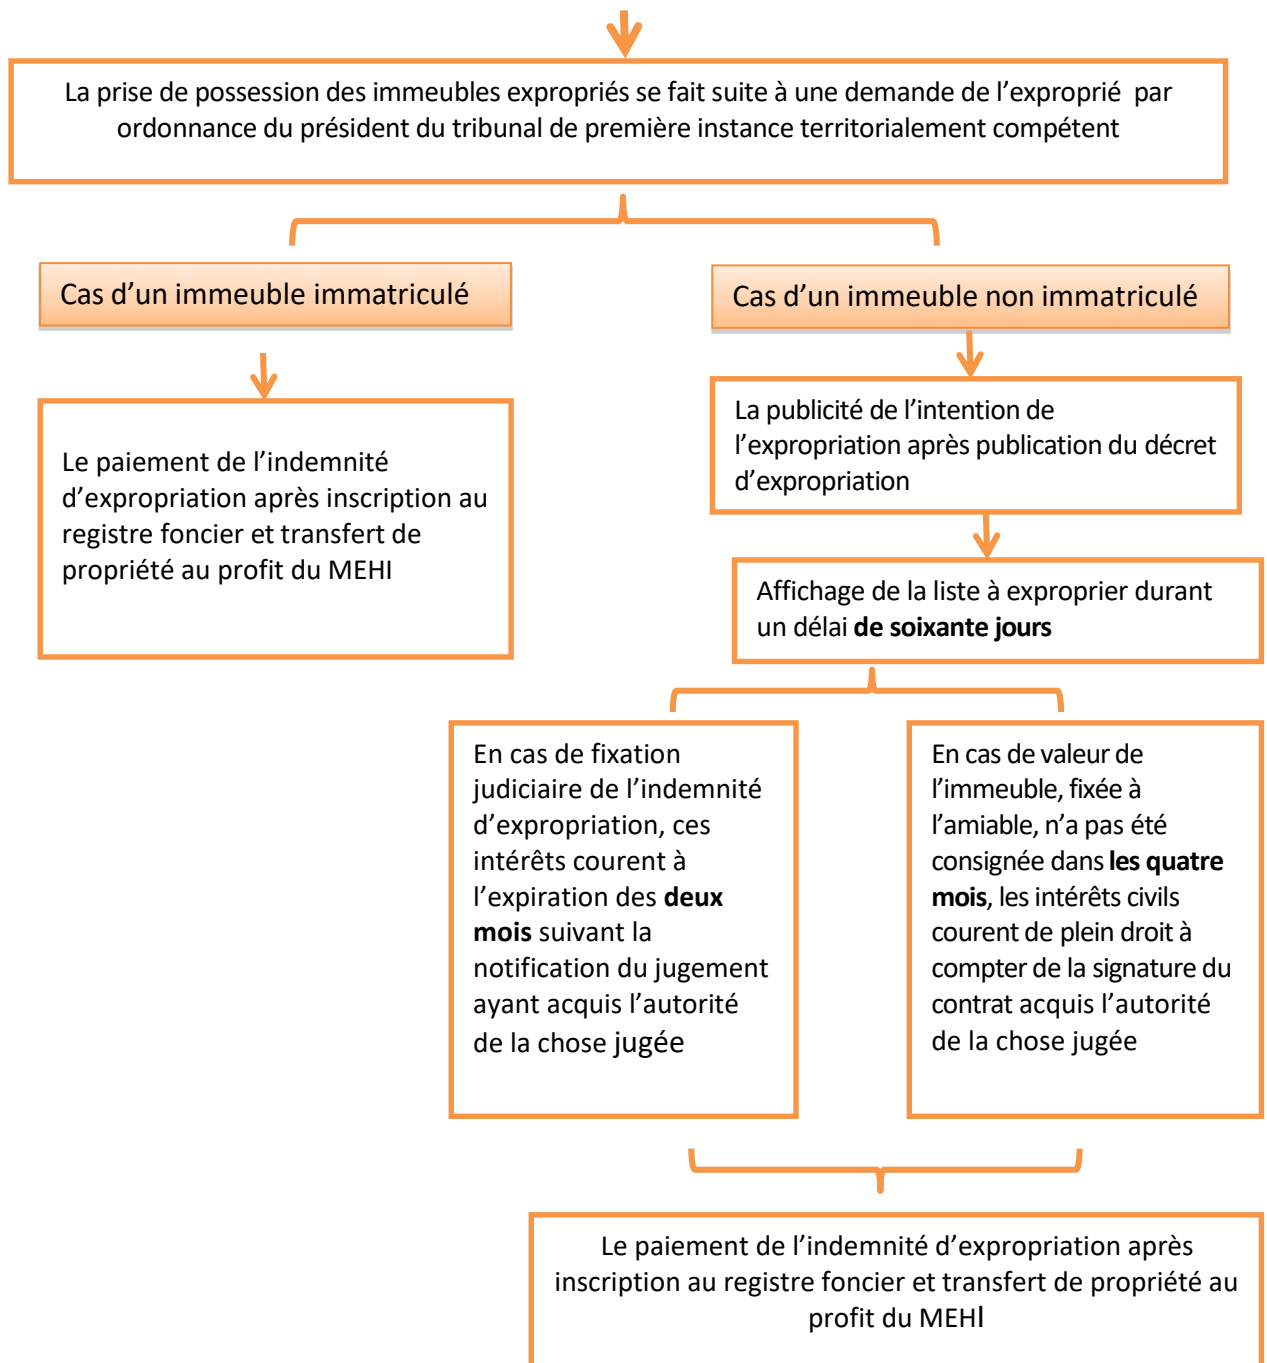 La prise de possession des immeubles expropriés se fait suite à une demande de l’exproprié par
ordonnance du président du tribunal de première instance territorialement compétent
Cas d’un immeuble immatriculé
Cas d’un immeuble non immatriculé
Le paiement de l’indemnité
d’expropriation après inscription au
registre foncier et transfert de
propriété au profit du MEHI
La publicité de l’intention de
l’expropriation après publication du décret
d’expropriation
Affichage de la liste à exproprier durant
un délai de soixante jours
En cas de fixation
judiciaire de l’indemnité
d’expropriation, ces
intérêts courent à
l’expiration des deux
mois suivant la
notification du jugement
ayant acquis l’autorité
de la chose jugée
En cas de valeur de
l’immeuble, fixée à
l’amiable, n’a pas été
consignée dans les quatre
mois, les intérêts civils
courent de plein droit à
compter de la signature du
contrat acquis l’autorité
de la chose jugée
Le paiement de l’indemnité d’expropriation après
inscription au registre foncier et transfert de propriété au
profit du MEHI